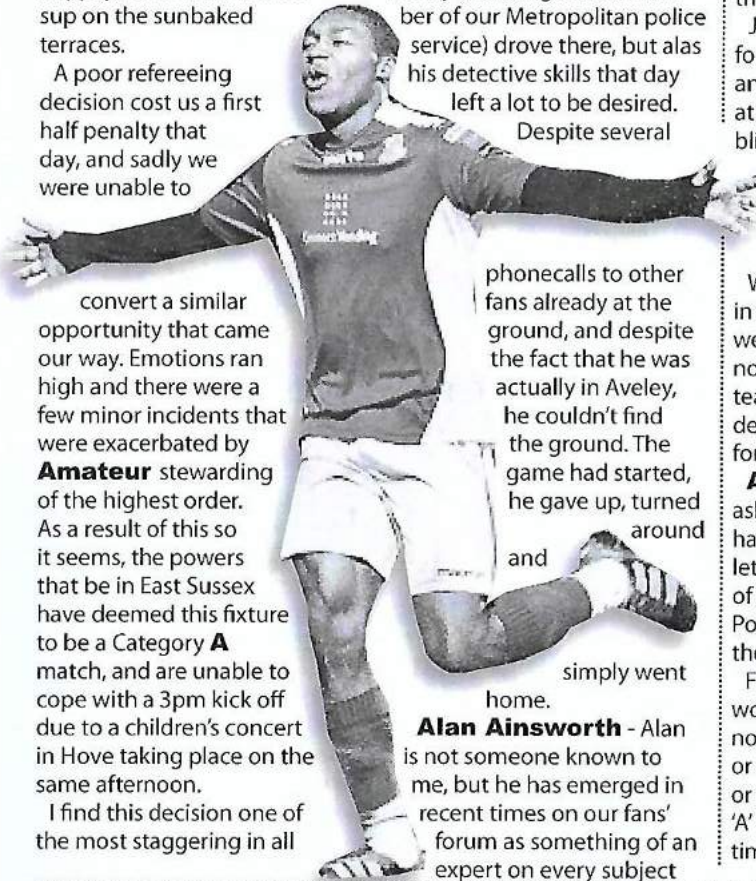 sup on the sunbaked
terraces.
A poor refereeing
decision cost us a first
half penalty that
day, and sadly we
were unable to
convert a similar
opportunity that came
our way. Emotions ran
high and there were a
few minor incidents that
were exacerbated by
Amateur stewarding
of the highest order.
As a result of this so
it seems, the powers
that be in East Sussex
have deemed this fixture
to be a Category A
match, and are unable to
cope with a 3pm kick off
due to a children's concert
in Hove taking place on the
same afternoon.
I find this decision one of
the most staggering in all
ber of our Metropolitan police
service) drove there, but alas
his detective skills that day
left a lot to be desired.
Despite several
phonecalls to other
fans already at the
ground, and despite
the fact that he was
actually in Aveley,
he couldn't find
the ground. The
game had started,
he gave up, turned
around
and
simply went
home.
Alan Ainsworth - Alan
is not someone known to
me, but he has emerged in
recent times on our fans'
forum as something of an
expert on every subject
in
or
or
'A'